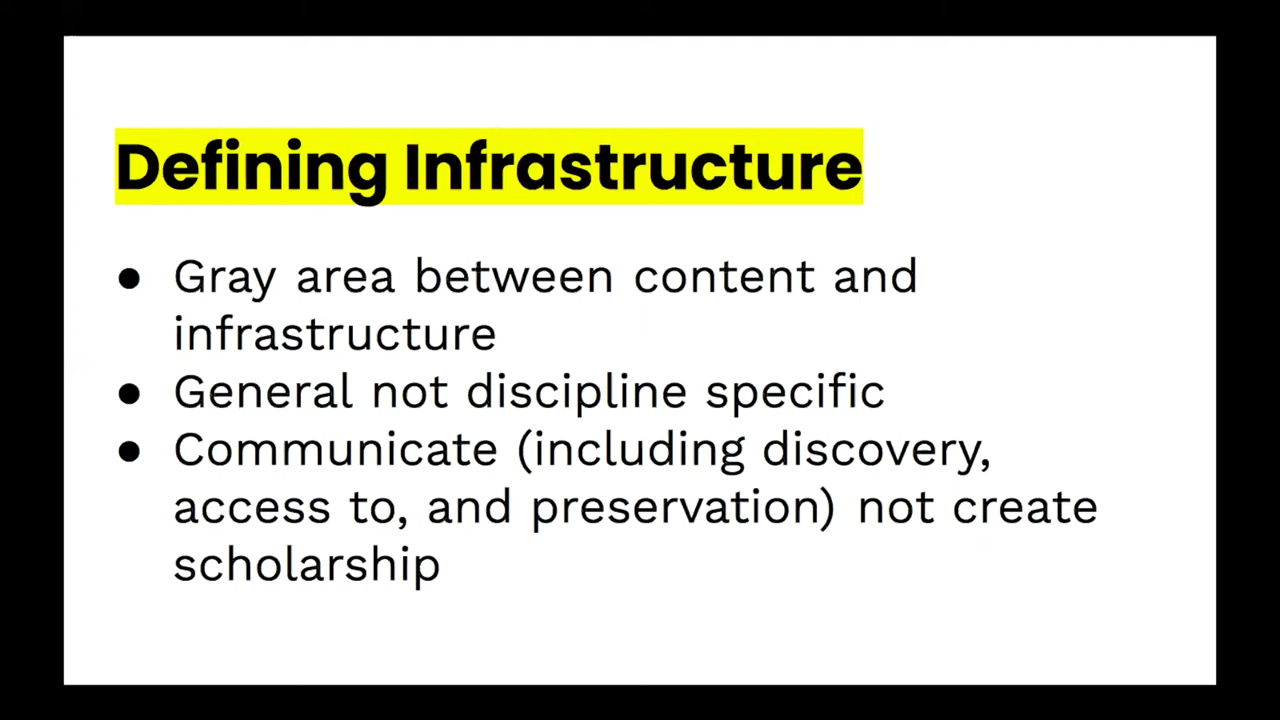 Defining Infrastructure
● Gray area between content and
infrastructure
● General not discipline specific
● Communicate (including discovery,
access to, and preservation) not create
scholarship